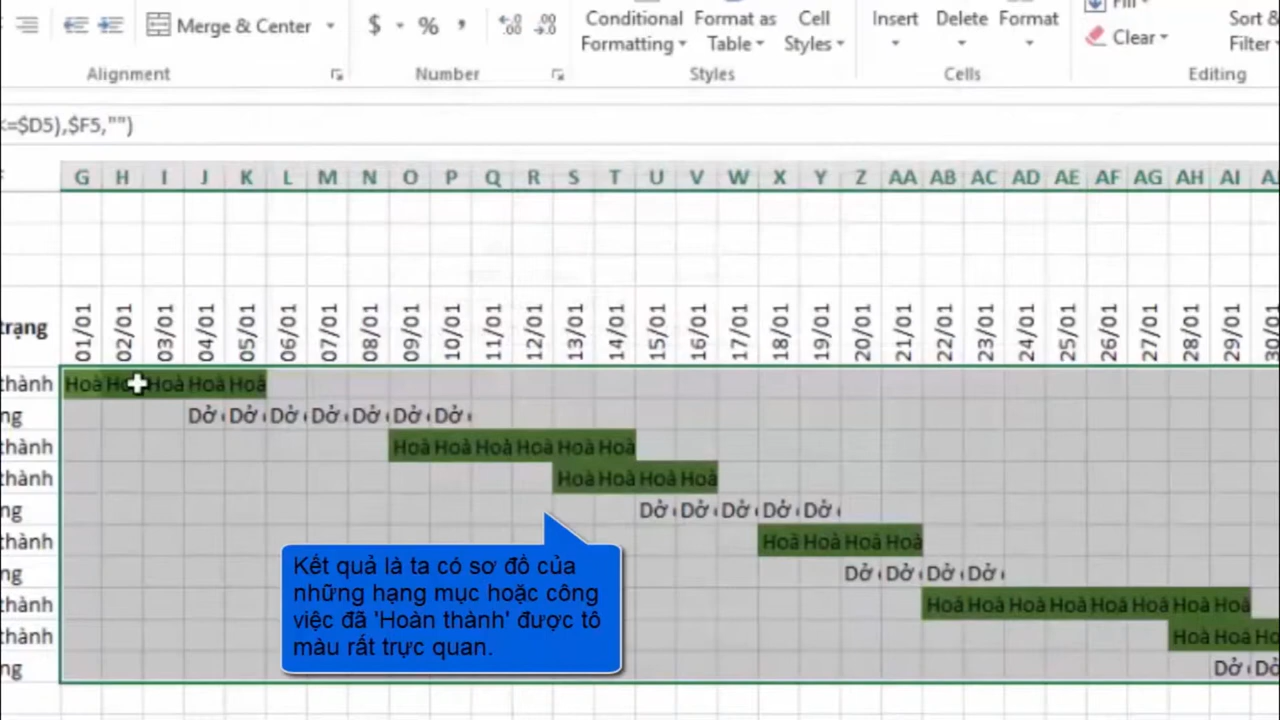 Merge & Center $ % , Conditional Format as Cell Insert Delete Format Sort &
Formatting Table Styles Clear Filter
Alignment Number Styles Cells Editing
<=$D5),$F5,"")
G H I J K L M N O P Q R S T U V W X Y Z AA AB AC AD AE AF AG AH AI
trạng 01/01 02/01 03/01 04/01 05/01 06/01 07/01 08/01 09/01 10/01 11/01 12/01 13/01 14/01 15/01 16/01 17/01 18/01 19/01 20/01 21/01 22/01 23/01 24/01 25/01 26/01 27/01 28/01 29/01
thành Hoà Hoà Hoà Hoà
ng Dở Dở Dở Dở Dở Dở Dở
thành Hoà Hoà Hoà Hoà Hoà Hoà
thành Hoà Hoà Hoà Hoà
ng Dở Dở Dở Dở Dở
thành Hoà Hoà Hoà Hoà
ng Dở Dở Dở Dở
thành Hoà Hoà Hoà Hoà Hoà Hoà Hoà Hoà
thành Hoà Hoà
ng Dở Dở
Kết quả là ta có sơ đồ của
những hạng mục hoặc công
việc đã 'Hoàn thành' được tô
màu rất trực quan.